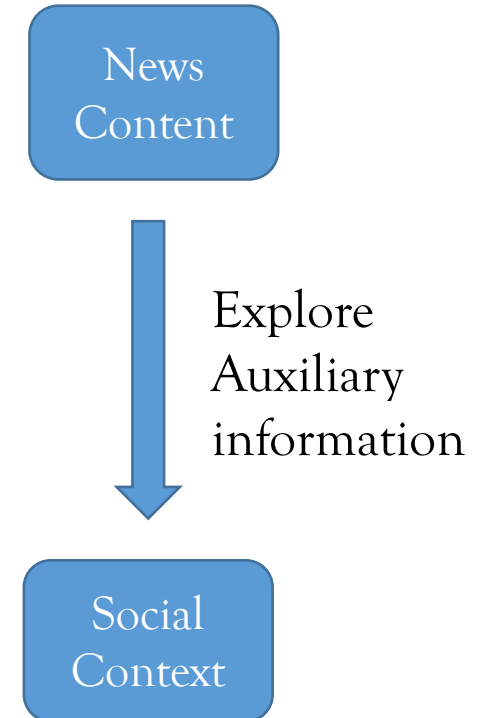 News
Content
Explore
Auxiliary
information
Social
Context